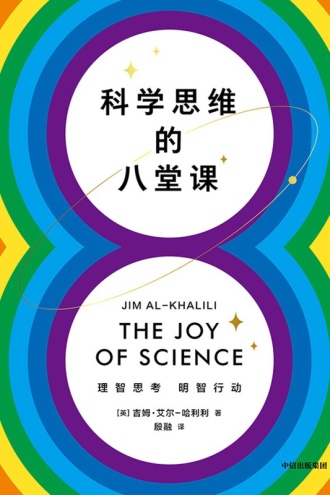 科学思维
的
八堂课
JIM AL-KHALILI
THE JOY
OF SCIENCE
理智思考 明智行动
[英]吉姆·艾尔-哈利利 著
殷融 译
中信出版集团